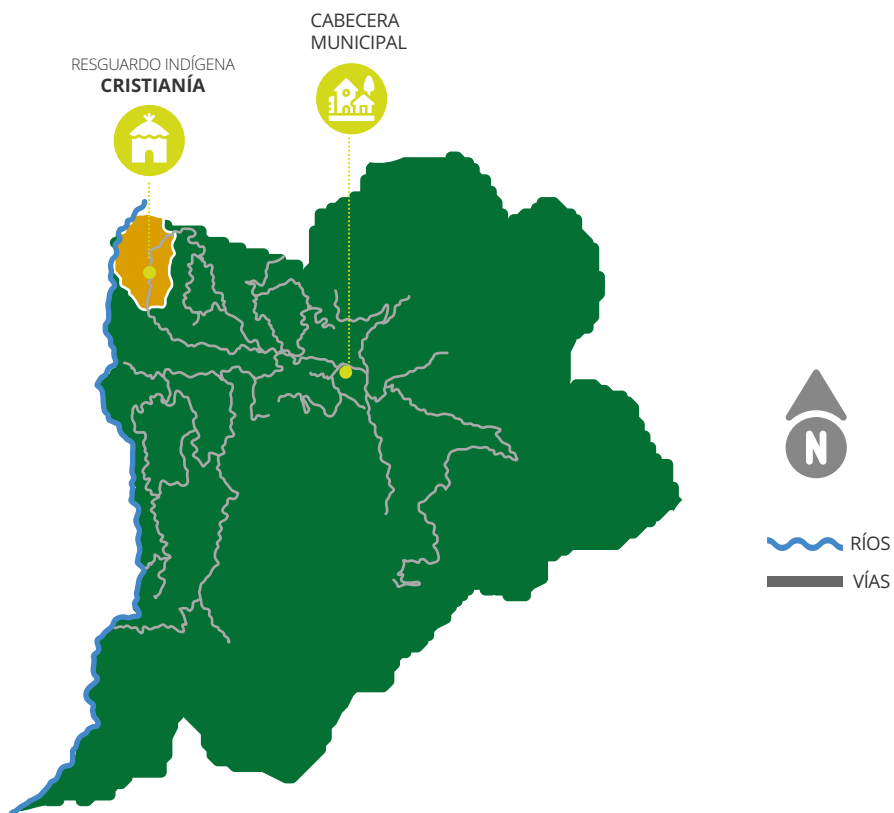 CABECERA
MUNICIPAL
RESGUARDO INDÍGENA
CRISTIANÍA
N
RÍOS
VÍAS